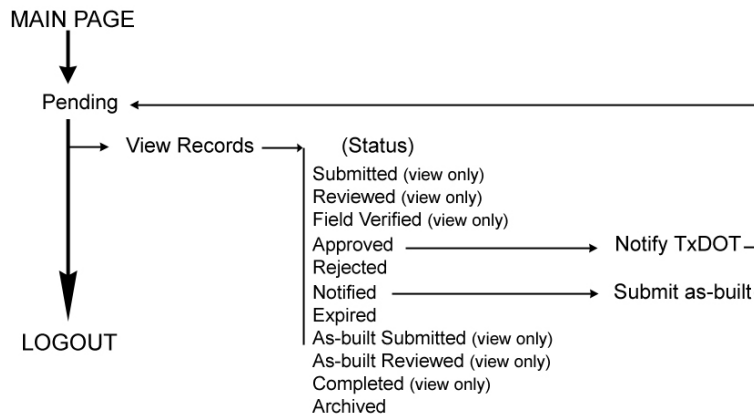 MAIN PAGE
Pending
View Records
(Status)
Submitted (view only)
Reviewed (view only)
Field Verified (view only)
Approved
Notify TxDOT
Rejected
Notified
Submit as-built
Expired
LOGOUT
As-built Submitted (view only)
As-built Reviewed (view only)
Completed (view only)
Archived